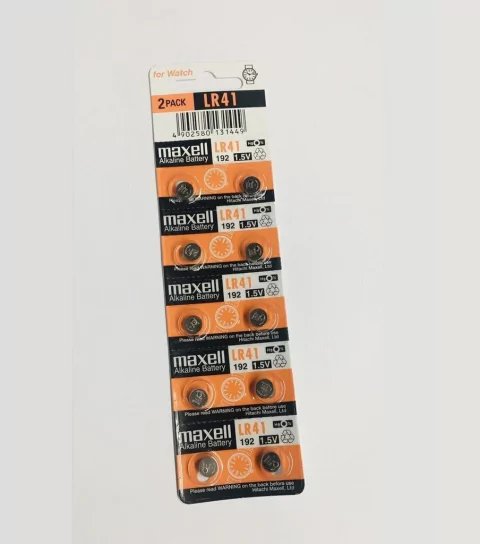 for Watch
2 PACK LR41
4 902580 131449
maxell LR41 Hg0%
Alkaline Battery 192 1.5V
Please read WARNING on the back before use
Hitachi Maxell, Ltd
maxell LR41 Hg0%
Alkaline Battery 192 1.5V
Please read WARNING on the back before use
Hitachi Maxell, Ltd
maxell LR41 Hg0%
Alkaline Battery 192 1.5V
Please read WARNING on the back before use
Hitachi Maxell, Ltd
maxell LR41 Hg0%
Alkaline Battery 192 1.5V
Please read WARNING on the back before use
Hitachi Maxell, Ltd
maxell LR41 Hg0%
Alkaline Battery 192 1.5V
Please read WARNING on the back before use
Hitachi Maxell, Ltd